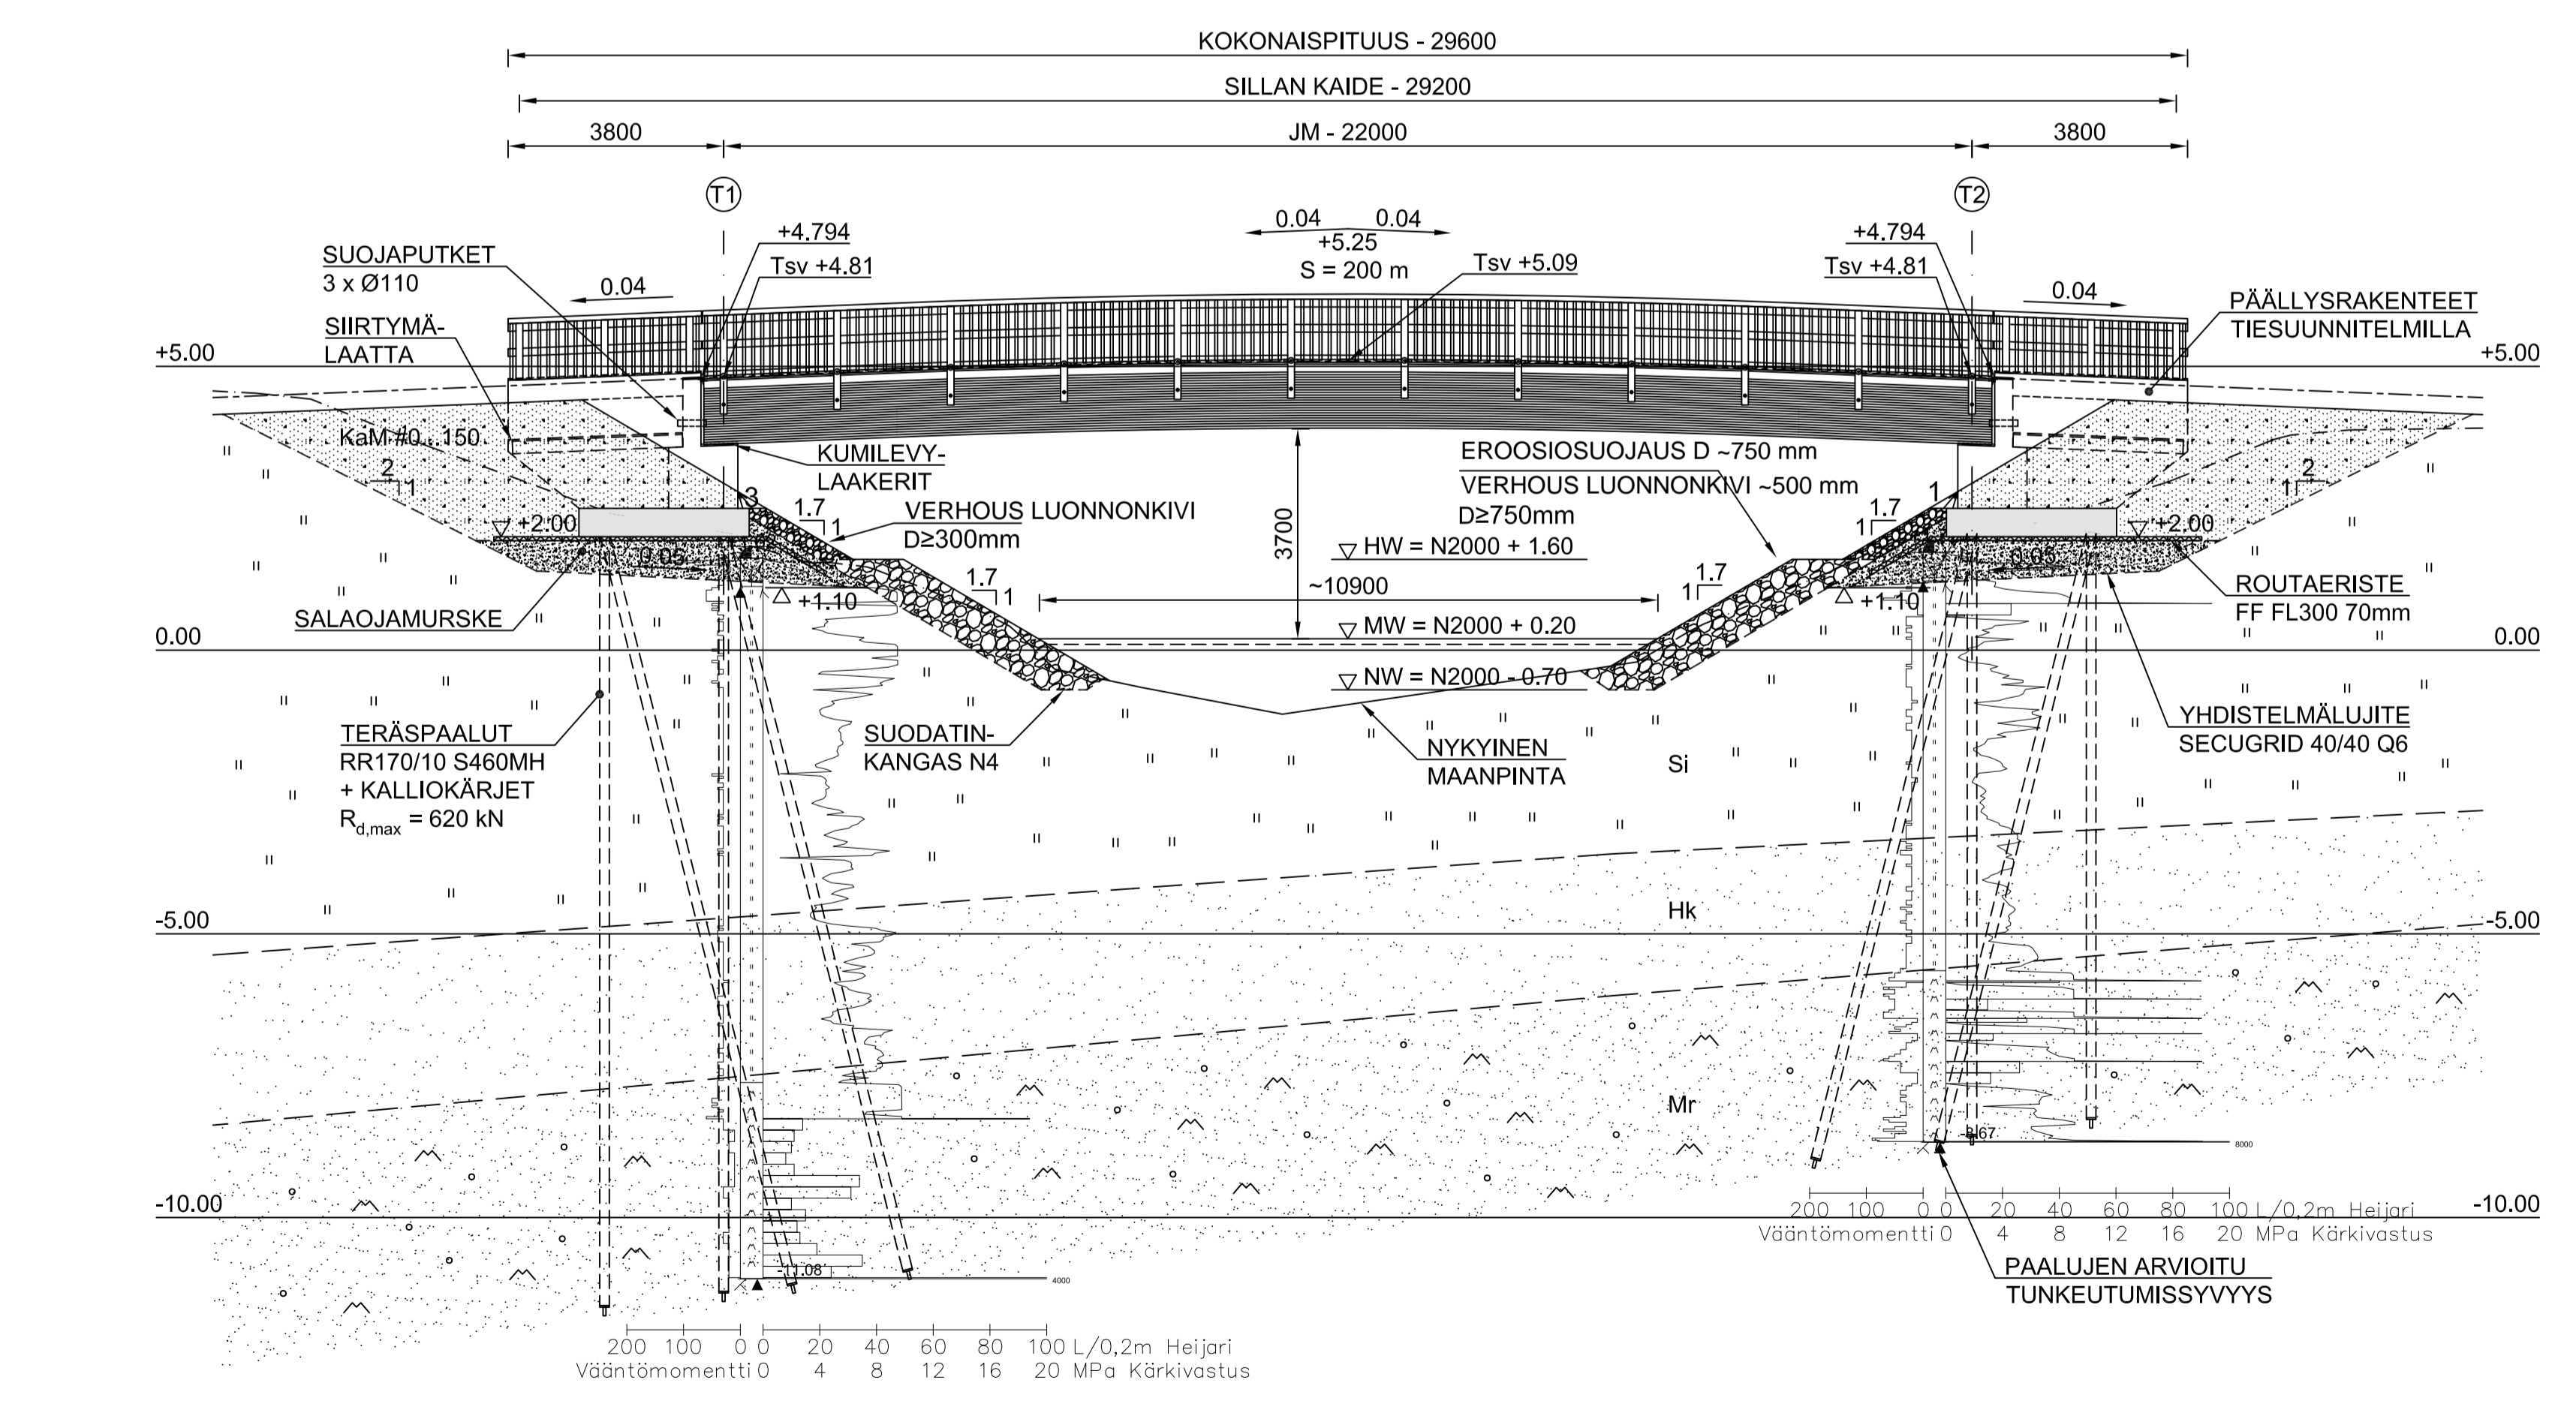 KOKONAISPITUUS - 29600
SILLAN KAIDE - 29200
3800
JM - 22000
3800
T1
T2
+4.794
Tsv +4.81
0.04 0.04
+5.25
S = 200 m
Tsv +5.09
+4.794
Tsv +4.81
SUOJAPUTKET
3 x Ø110
0.04
0.04
SIIRTYMÄ-
LAATTA
PÄÄLLYSRAKENTEET
TIESUUNNITELMILLA
+5.00
+5.00
KaM #0...150
2
1
KUMILEVY-
LAAKERIT
EROOSIOSUOJAUS D ~750 mm
VERHOUS LUONNONKIVI ~500 mm
D≥750mm
2
1
3
1.7
1
VERHOUS LUONNONKIVI
D≥300mm
3700
1
1.7
1
+2.00
+2.00
HW = N2000 + 1.60
0.05
0.05
1.7
1
~10900
1.7
1
ROUTAERISTE
FF FL300 70mm
SALAOJAMURSKE
+1.10
+1.10
MW = N2000 + 0.20
0.00
0.00
NW = N2000 - 0.70
TERÄSPAALUT
RR170/10 S460MH
+ KALLIOKÄRJET
Rd,max = 620 kN
SUODATIN-
KANGAS N4
NYKYINEN
MAANPINTA
YHDISTELMÄLUJITE
SECUGRID 40/40 Q6
Si
Hk
-5.00
-5.00
Mr
-8.67
8000
-10.00
-10.00
200 100 0 0 20 40 60 80 100 L/0,2m Heijari
Vääntömomentti 0 4 8 12 16 20 MPa Kärkivastus
PAALUJEN ARVIOITU
TUNKEUTUMISSYVYYS
-11.08
4000
200 100 0 0 20 40 60 80 100 L/0,2m Heijari
Vääntömomentti 0 4 8 12 16 20 MPa Kärkivastus